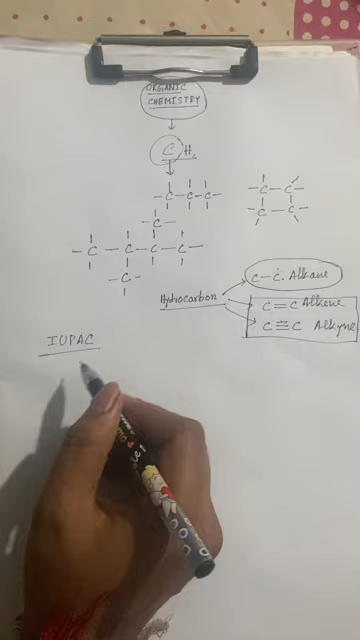 ORGANIC
CHEMISTRY
C H,
C-C-C
C
C-C
C-C
C-C-C-C
C
C-C. Alkane
Hydrocarbon
C=C Alkene
C≡C Alkyne
IUPAC